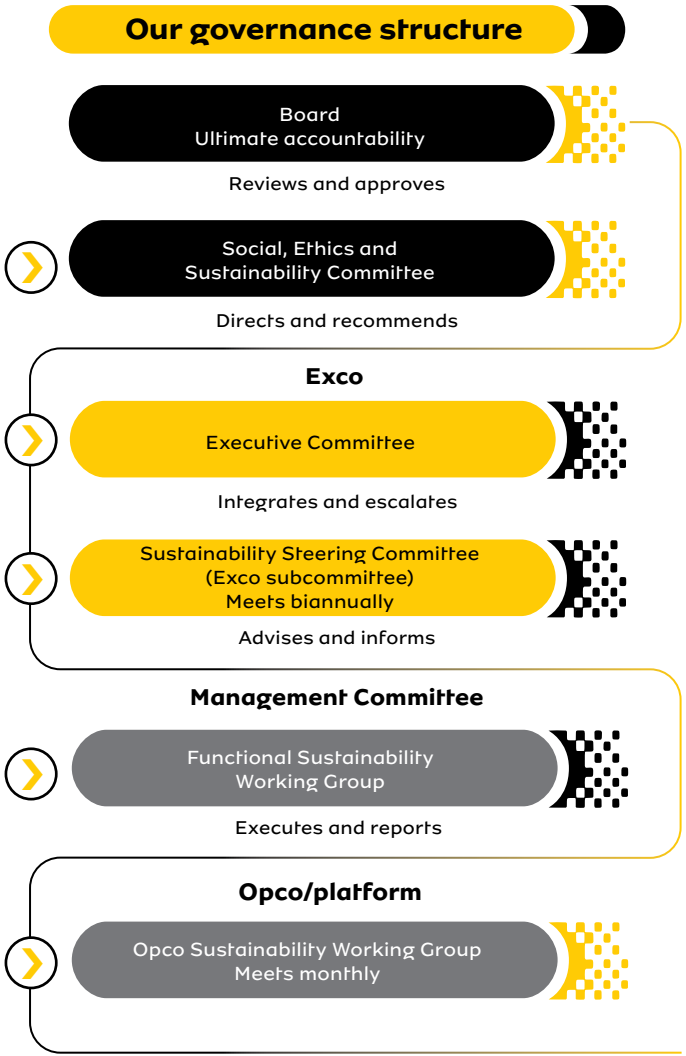 Our governance structure
Board
Ultimate accountability
Reviews and approves
Social, Ethics and
Sustainability Committee
Directs and recommends
Exco
Executive Committee
Integrates and escalates
Sustainability Steering Committee
(Exco subcommittee)
Meets biannually
Advises and informs
Management Committee
Functional Sustainability
Working Group
Executes and reports
Opco/platform
Opco Sustainability Working Group
Meets monthly